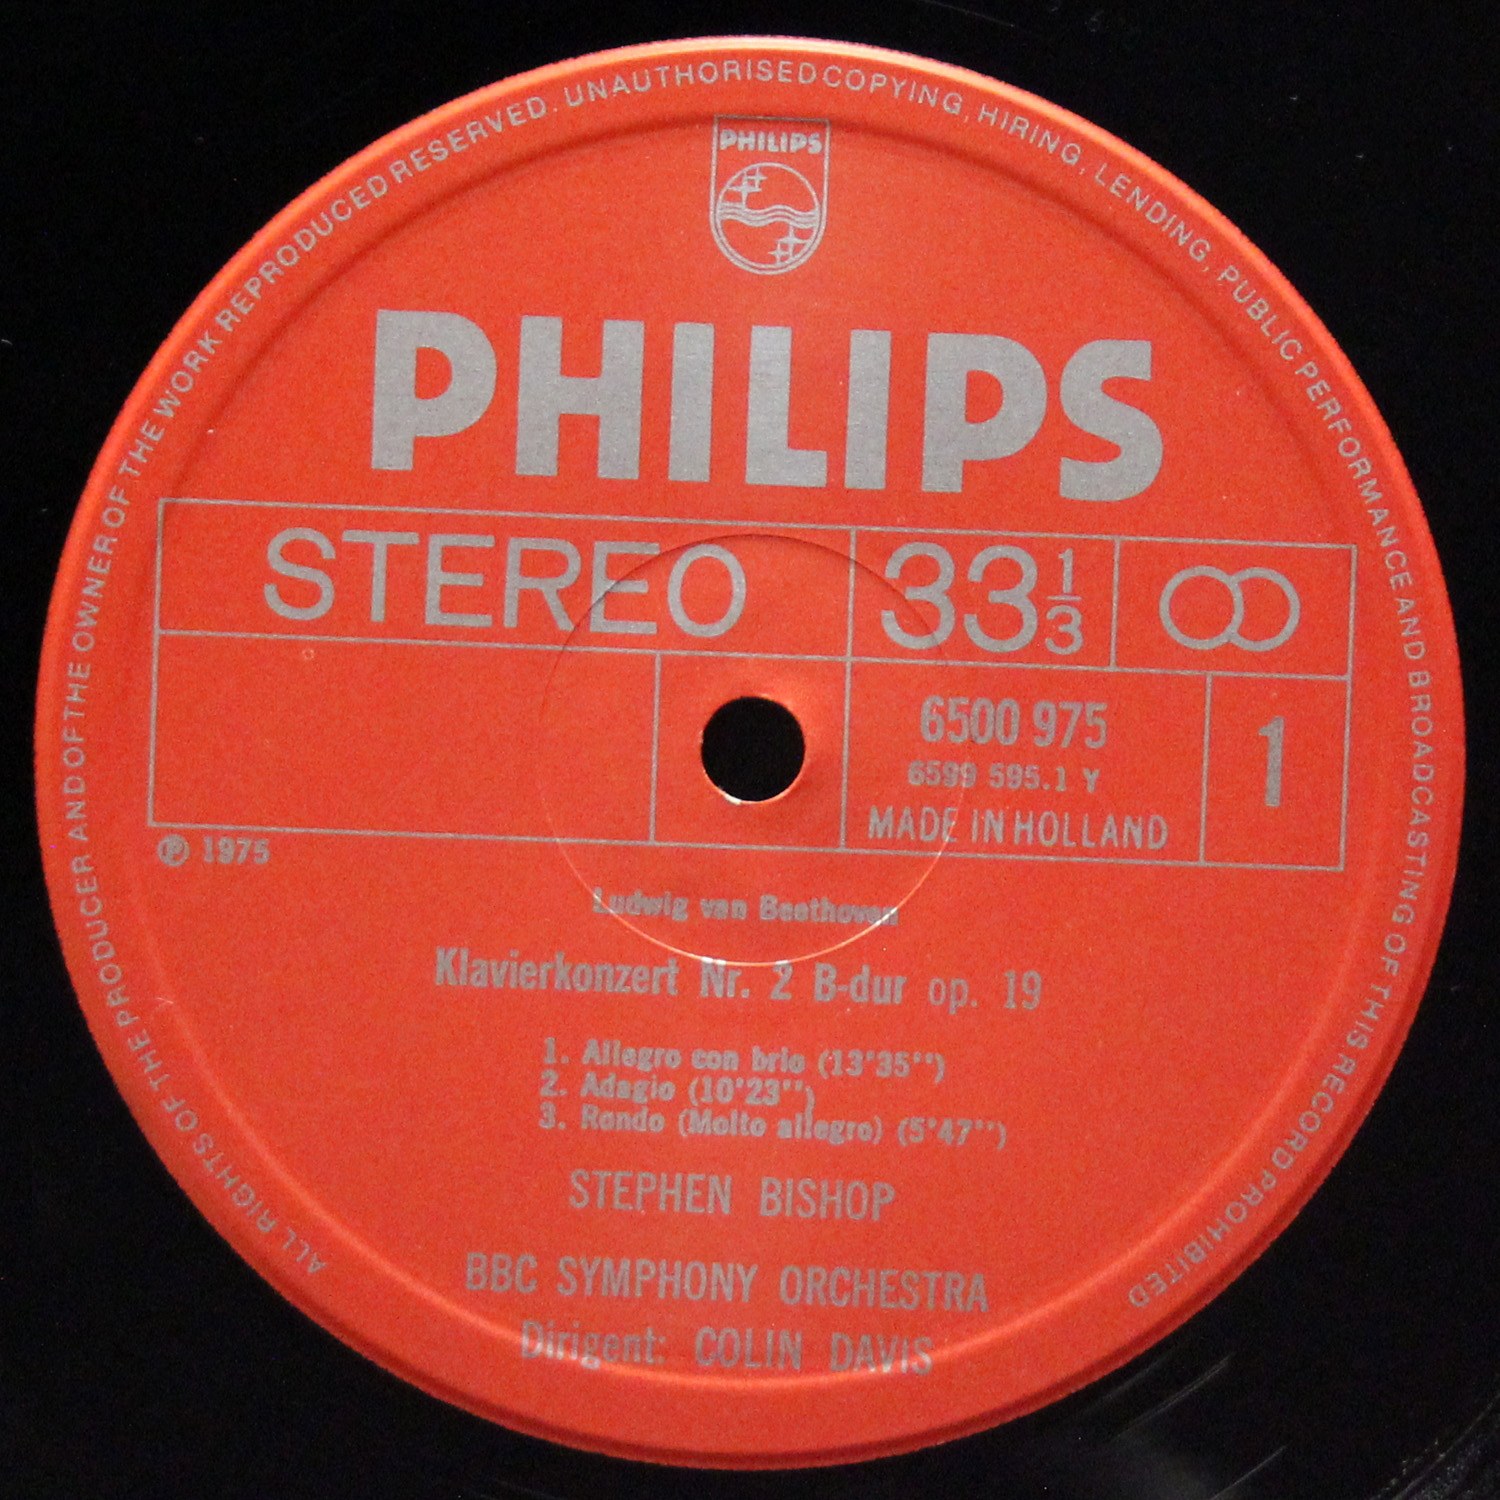 ALL RIGHTS OF THE PRODUCER AND OF THE OWNER OF THE WORK REPRODUCED RESERVED. UNAUTHORISED COPYING, HIRING, LENDING, PUBLIC PERFORMANCE AND BROADCASTING OF THIS RECORD PROHIBITED
PHILIPS
PHILIPS
STEREO 33 1/3
6500 975 1
6599 595.1 Y
MADE IN HOLLAND
Ⓟ 1975
Ludwig van Beethoven
Klavierkonzert Nr. 2 B-dur op. 19
1. Allegro con brio (13'35'')
2. Adagio (10'23'')
3. Rondo (Molto allegro) (5'47'')
STEPHEN BISHOP
BBC SYMPHONY ORCHESTRA
Dirigent: COLIN DAVIS